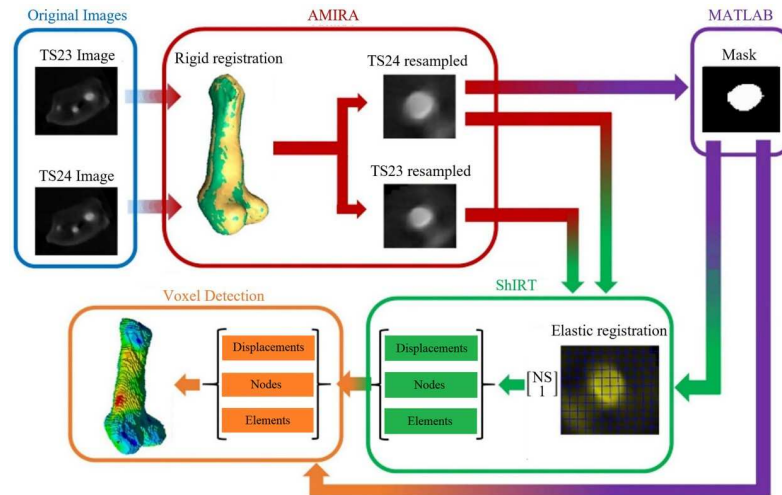 Original Images
AMIRA
MATLAB
TS23 Image
TS24 Image
Rigid registration
TS24 resampled
TS23 resampled
Mask
Voxel Detection
ShIRT
Displacements
Nodes
Elements
Displacements
Nodes
Elements
NS
1
Elastic registration